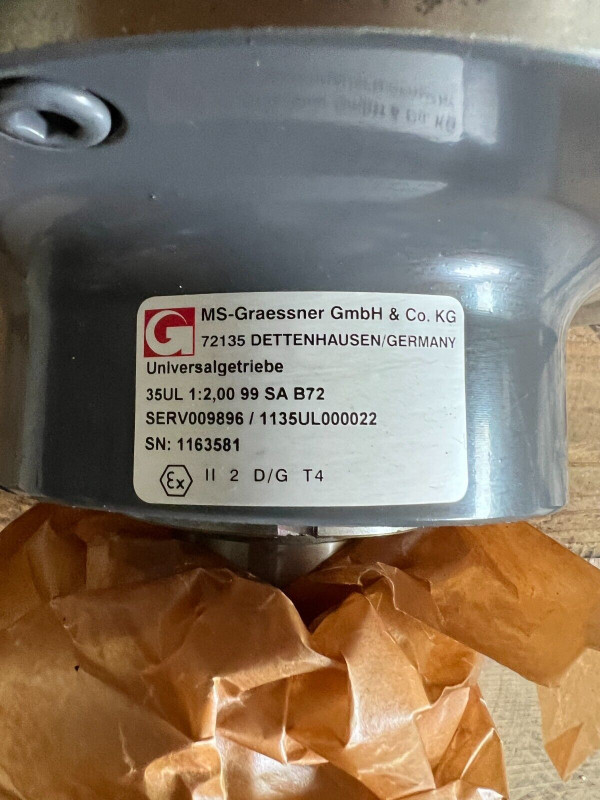 MS-Graessner GmbH & Co. KG
72135 DETTENHAUSEN/GERMANY
Universalgetriebe
35UL 1:2,00 99 SA B72
SERV009896 / 1135UL000022
SN: 1163581
Ex II 2 D/G T4